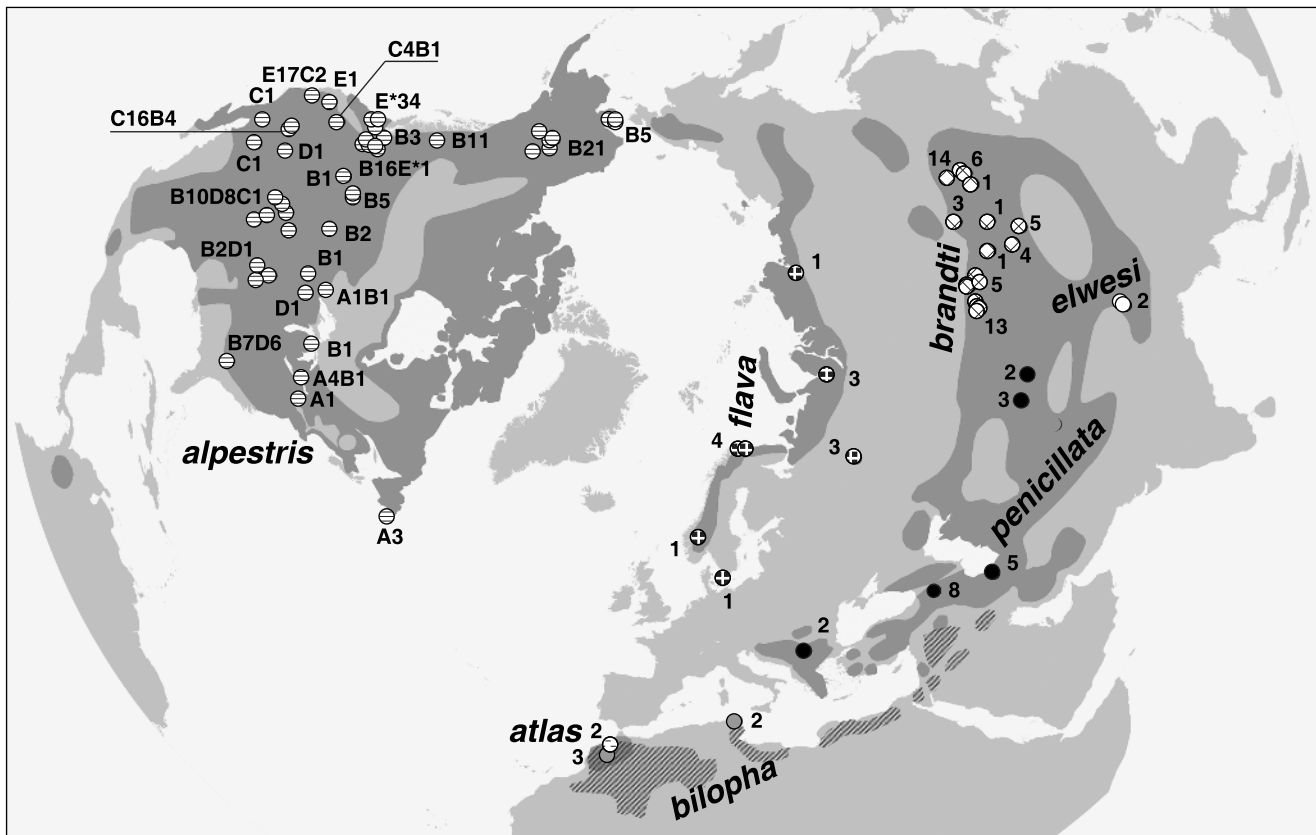 C4B1
E17C2
E1
C1
E*34
C16B4
B3
B11
B5
B21
C1
D1
B16E*1
B1
B10D8C1
B5
B2
B2D1
B1
A1B1
D1
B7D6
B1
A4B1
A1
alpestris
A3
14
6
1
3
1
5
4
1
5
13
brandti
elwesi
2
1
3
flava
4
3
1
1
2
3
penicillata
5
8
2
atlas
2
3
2
bilopha